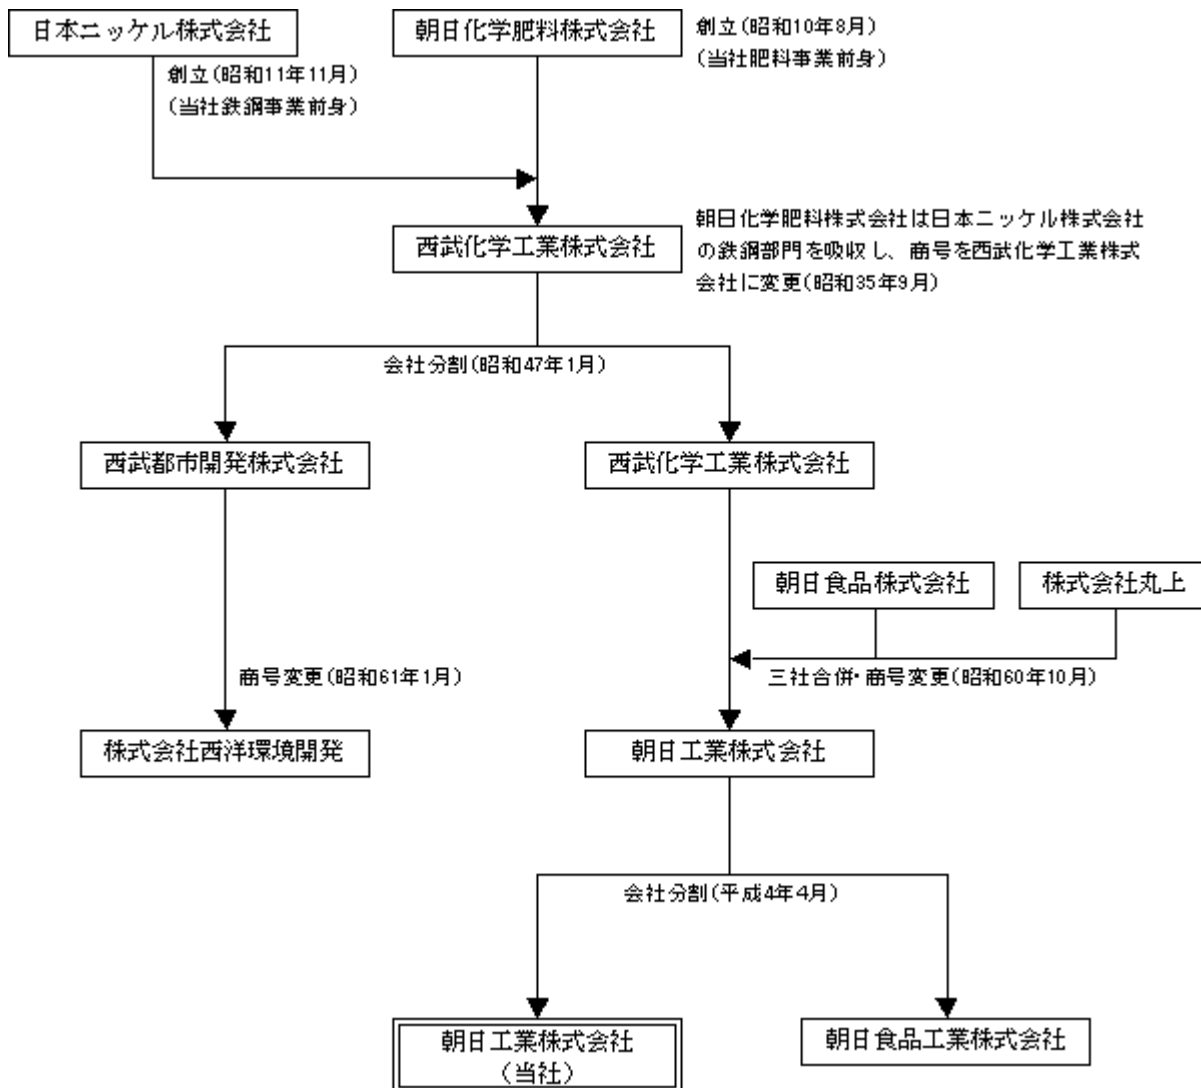 日本ニッケル株式会社
朝日化学肥料株式会社
創立(昭和10年8月)
(当社肥料事業前身)
創立(昭和11年11月)
(当社鉄鋼事業前身)
西武化学工業株式会社
朝日化学肥料株式会社は日本ニッケル株式会社
の鉄鋼部門を吸収し、商号を西武化学工業株式
会社に変更(昭和35年9月)
会社分割(昭和47年1月)
西武都市開発株式会社
西武化学工業株式会社
朝日食品株式会社
株式会社丸上
商号変更(昭和61年1月)
三社合併・商号変更(昭和60年10月)
株式会社西洋環境開発
朝日工業株式会社
会社分割(平成4年4月)
朝日工業株式会社
(当社)
朝日食品工業株式会社